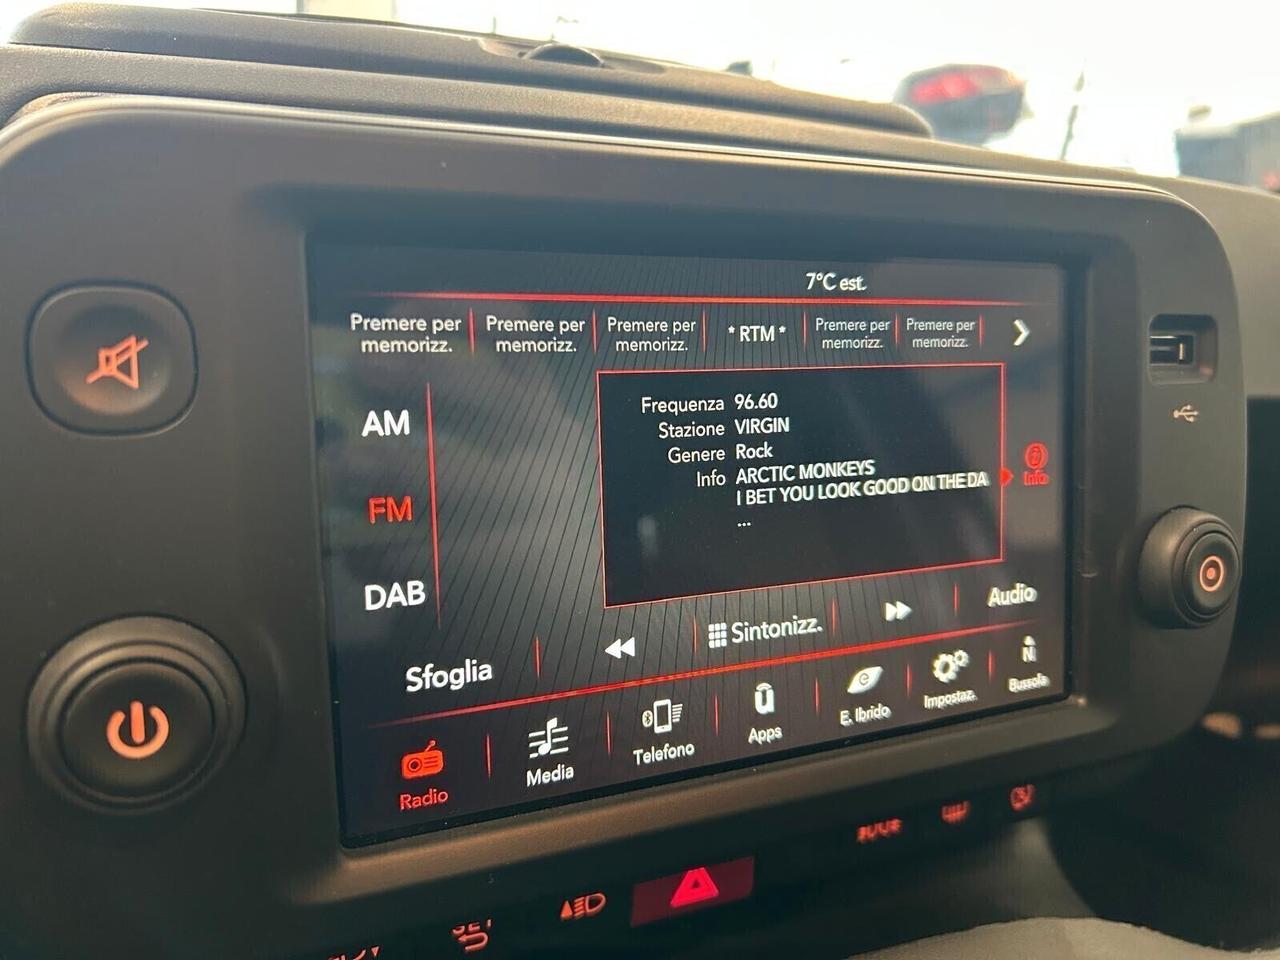 7°C est.
Premere per
memorizz.
Premere per
memorizz.
Premere per
memorizz.
* RTM *
Premere per
memorizz.
Premere per
memorizz.
AM
FM
DAB
Frequenza 96.60
Stazione VIRGIN
Genere Rock
Info ARCTIC MONKEYS
I BET YOU LOOK GOOD ON THE DA
...
Info
Sfoglia
Sintonizz.
Audio
Radio
Media
Telefono
Apps
E. Ibrido
Impostaz.
N
Bussola